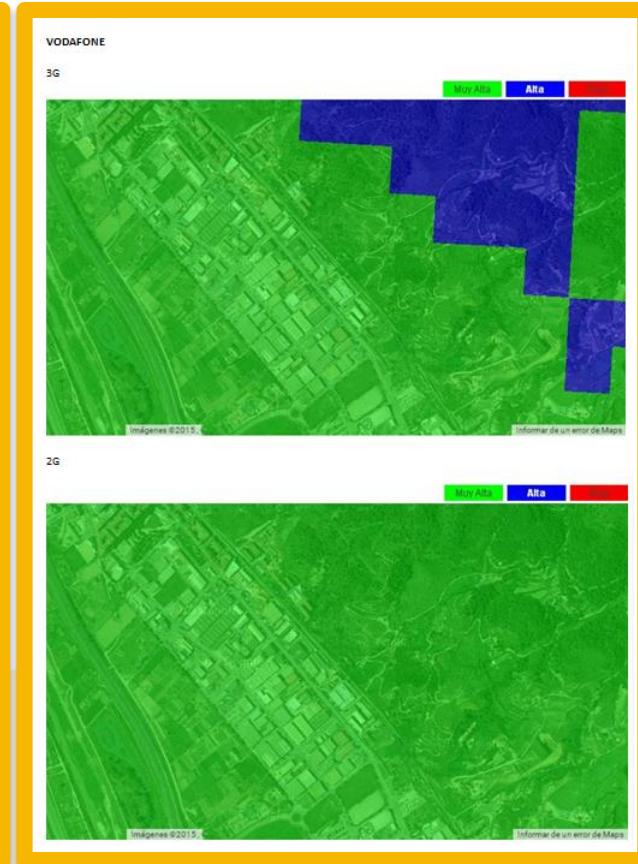 VODAFONE
3G
Muy Alta Alta
Imágenes ©2015,
Informar de un error de Maps
2G
Muy Alta Alta
Imágenes ©2015,
Informar de un error de Maps